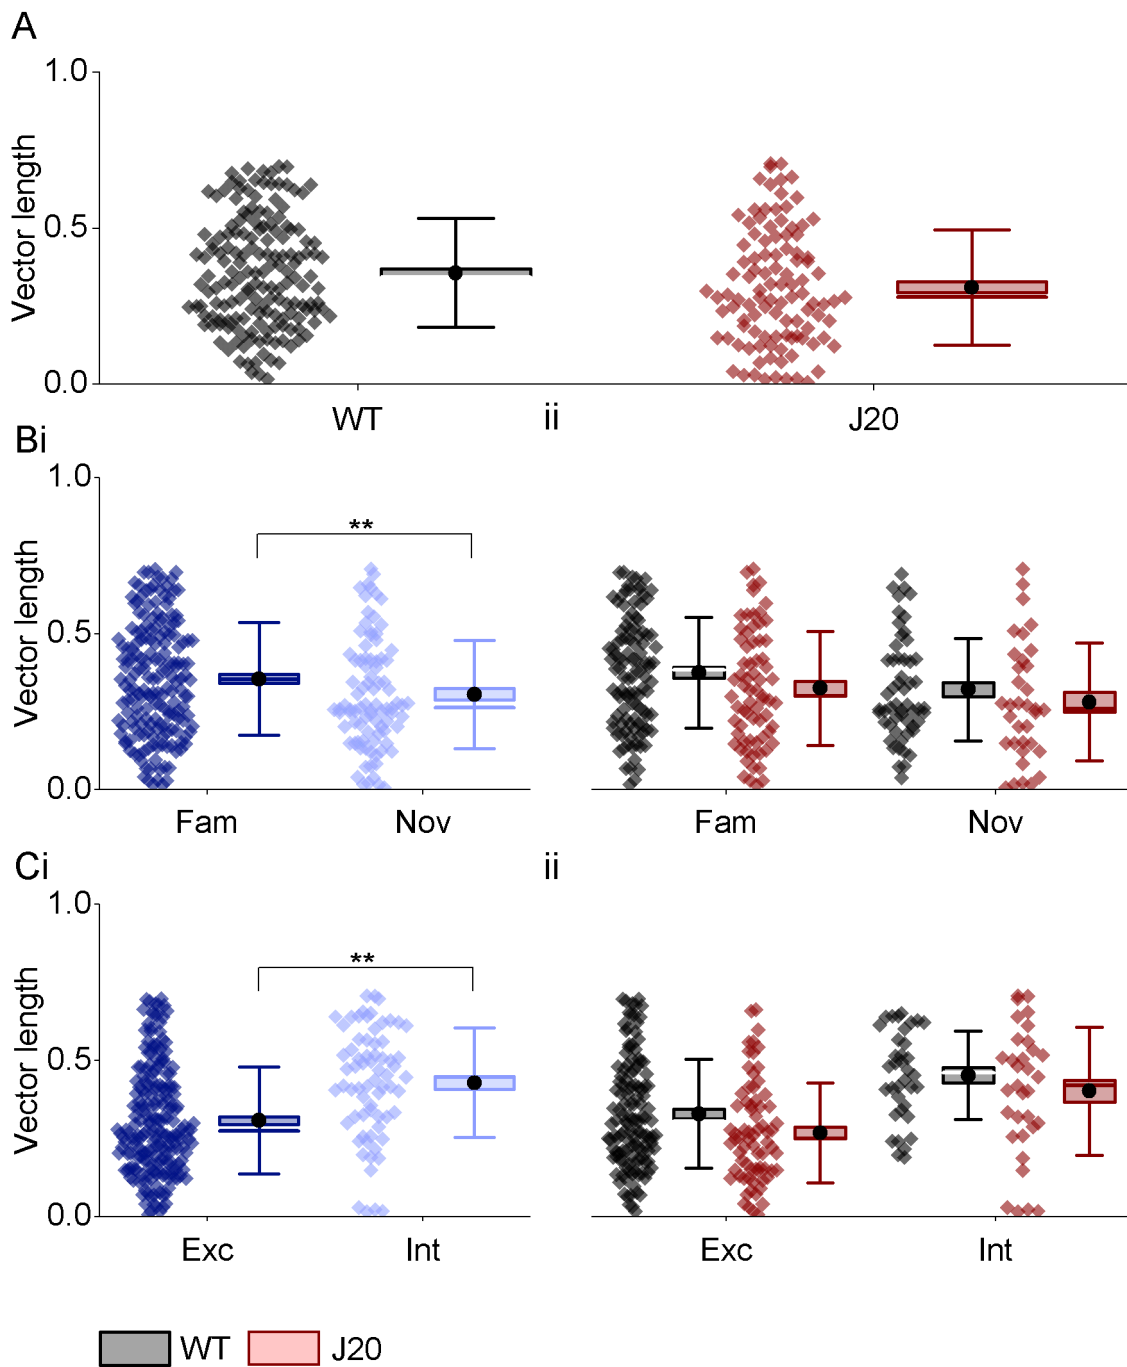 A
1.0
0.5
0.0
Vector length
WT
J20
Bi
ii
1.0
0.5
0.0
Vector length
**
Fam
Nov
Fam
Nov
Ci
ii
1.0
0.5
0.0
Vector length
**
Exc
Int
Exc
Int
WT
J20